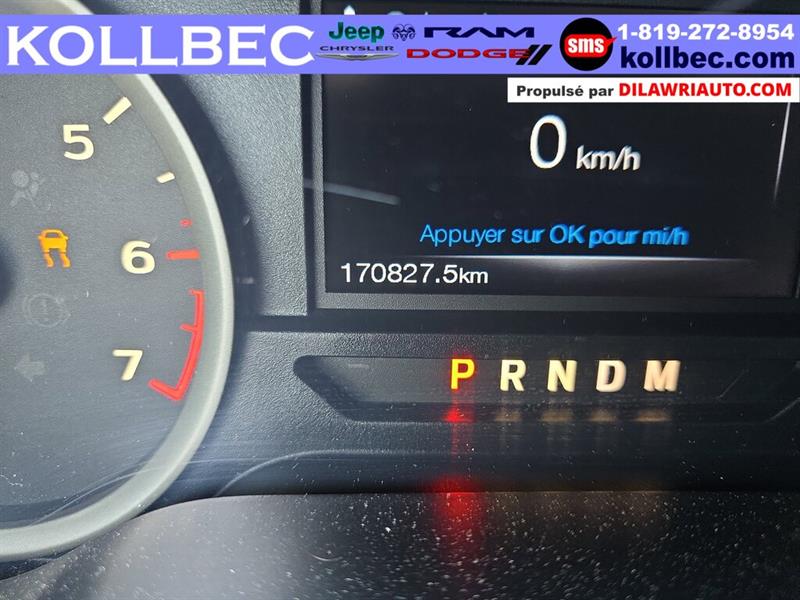 KOLLBEC
Jeep
CHRYSLER
RAM
DODGE
sms
1-819-272-8954
kollbec.com
Propulsé par DILAWRIAUTO.COM
5
6
7
0 km/h
Appuyer sur OK pour mi/h
170827.5km
P R N D M